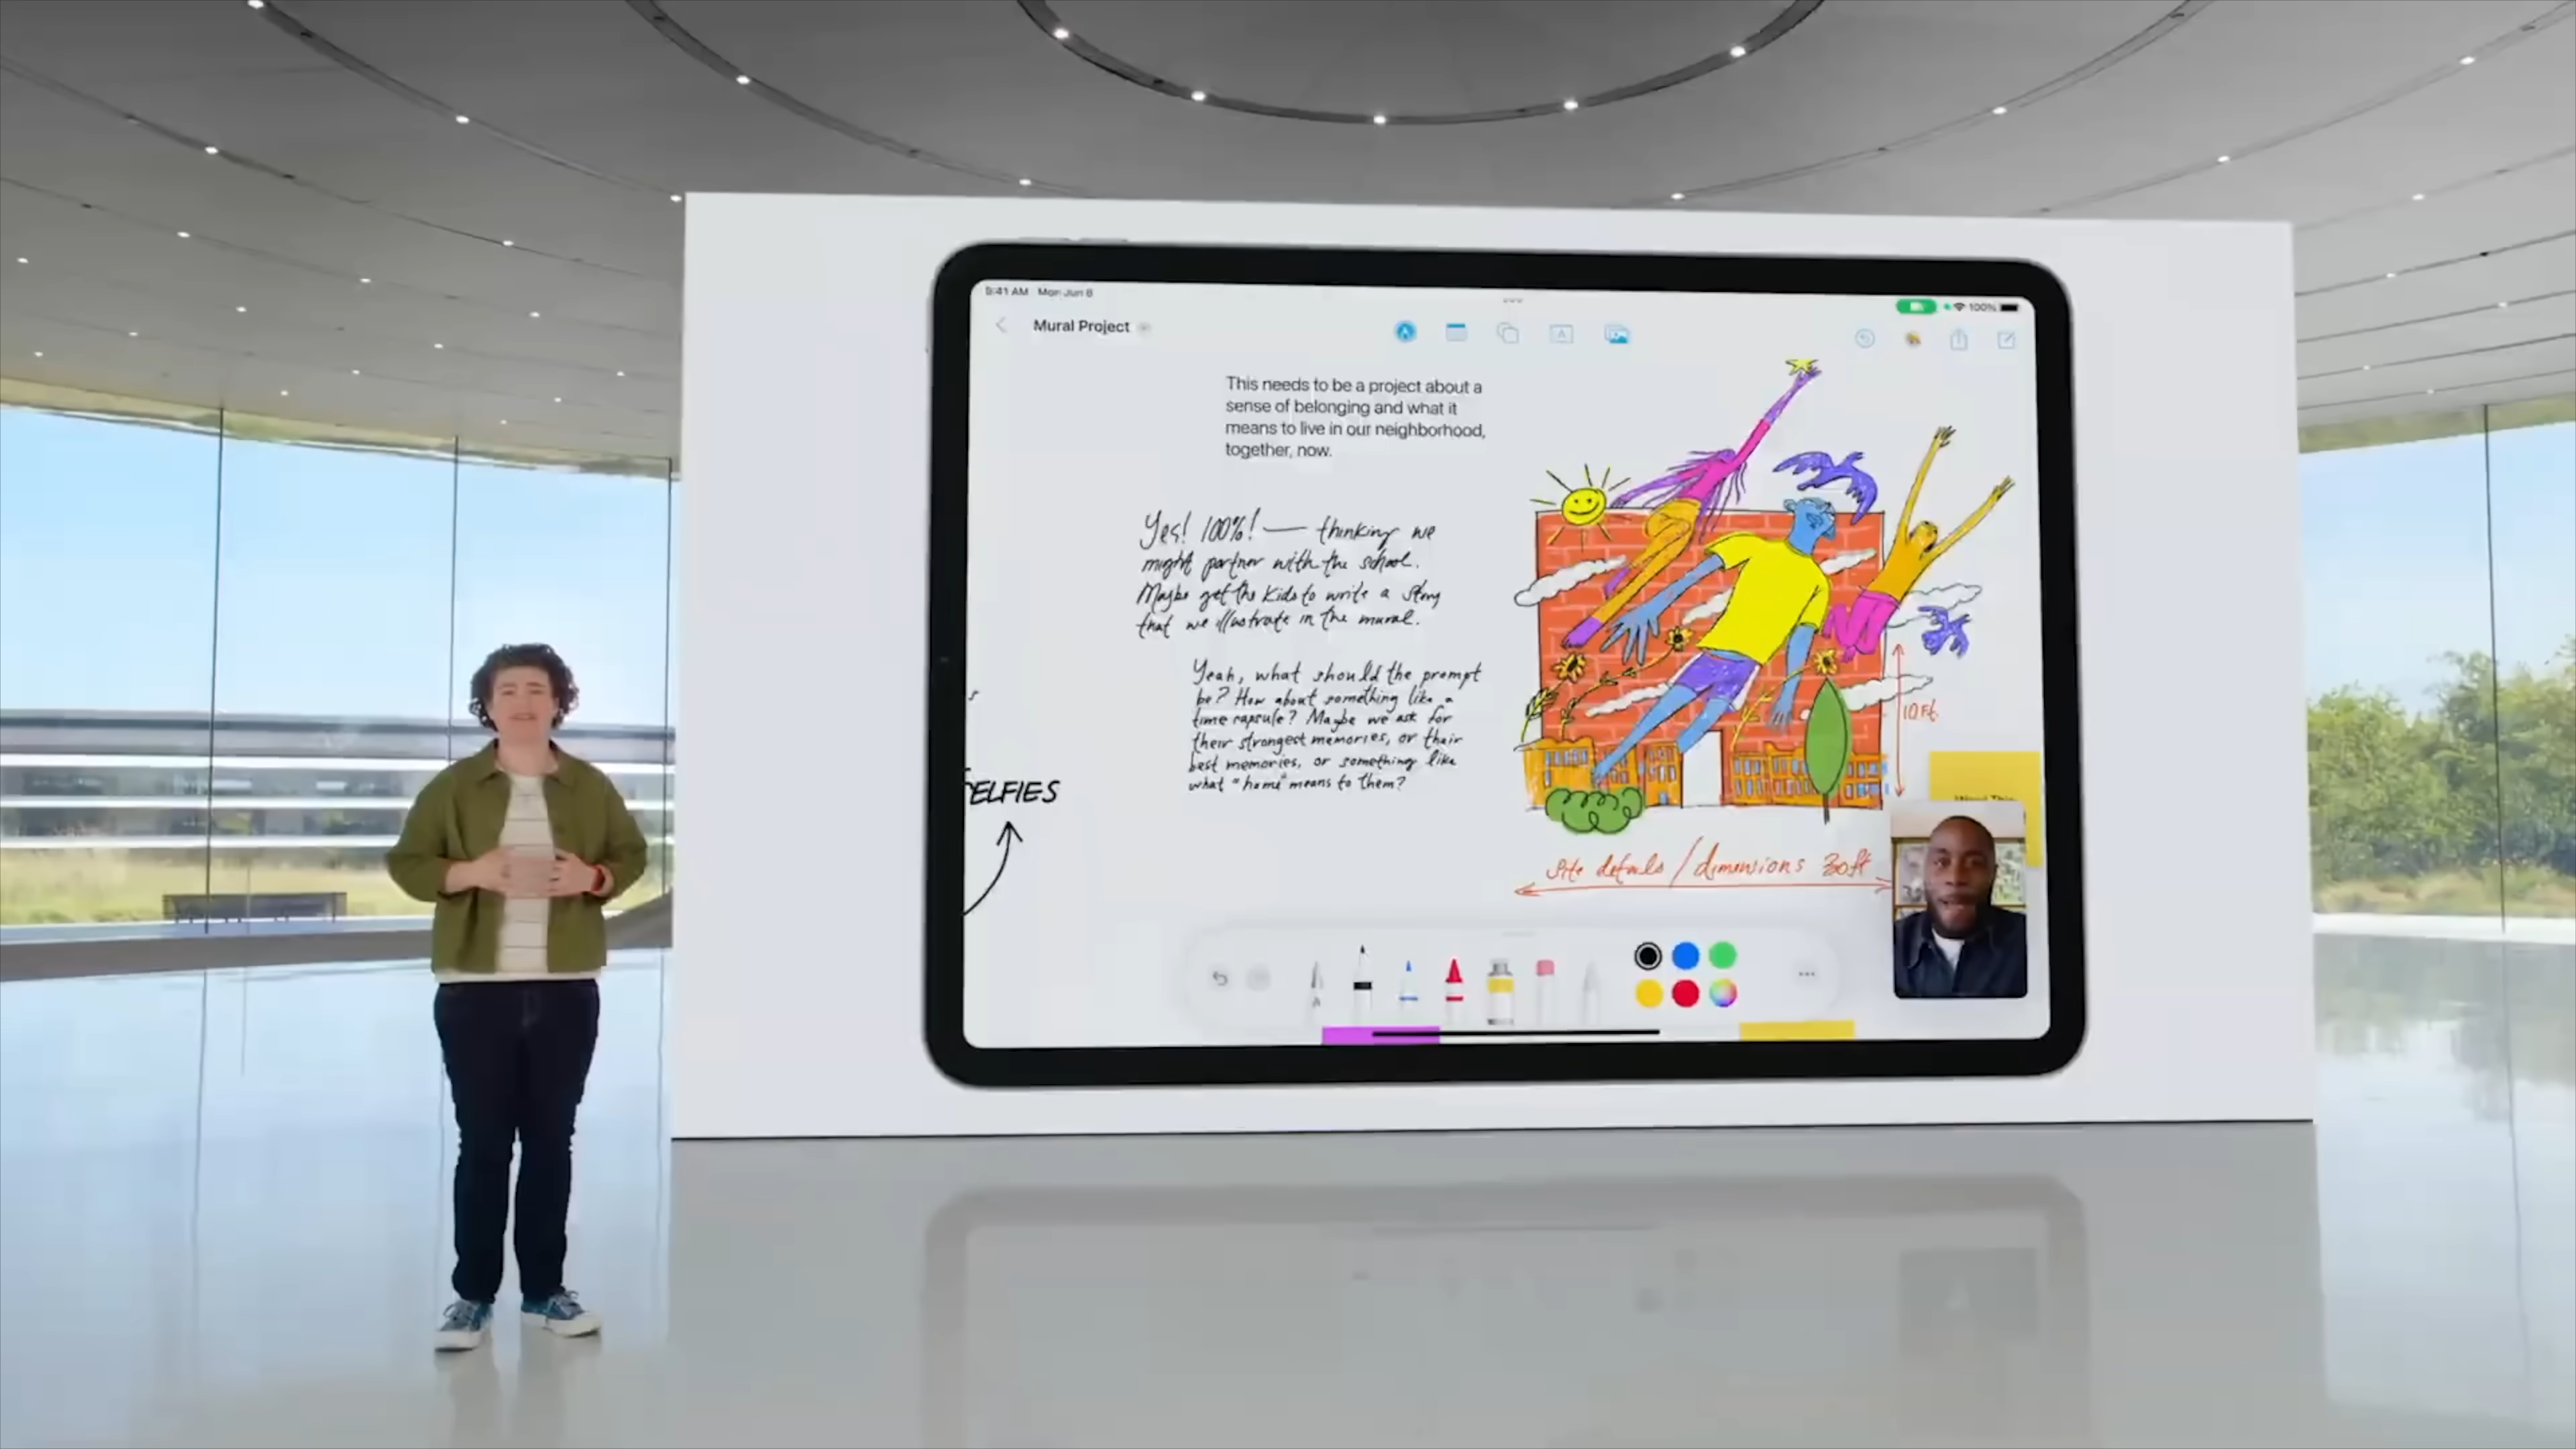 9:41 AM Mon Jun 6
100%
Mural Project
This needs to be a project about a
sense of belonging and what it
means to live in our neighborhood,
together, now.
Yes! 100%! — thinking we
might partner with the school.
Maybe get the kids to write a story
that we illustrate in the mural.
Yeah, what should the prompt
be? How about something like a
time capsule? Maybe we ask for
their strongest memories, or their
best memories, or something like
what "home" means to them?
ELFIES
10 Ft.
Site details / dimensions 30ft